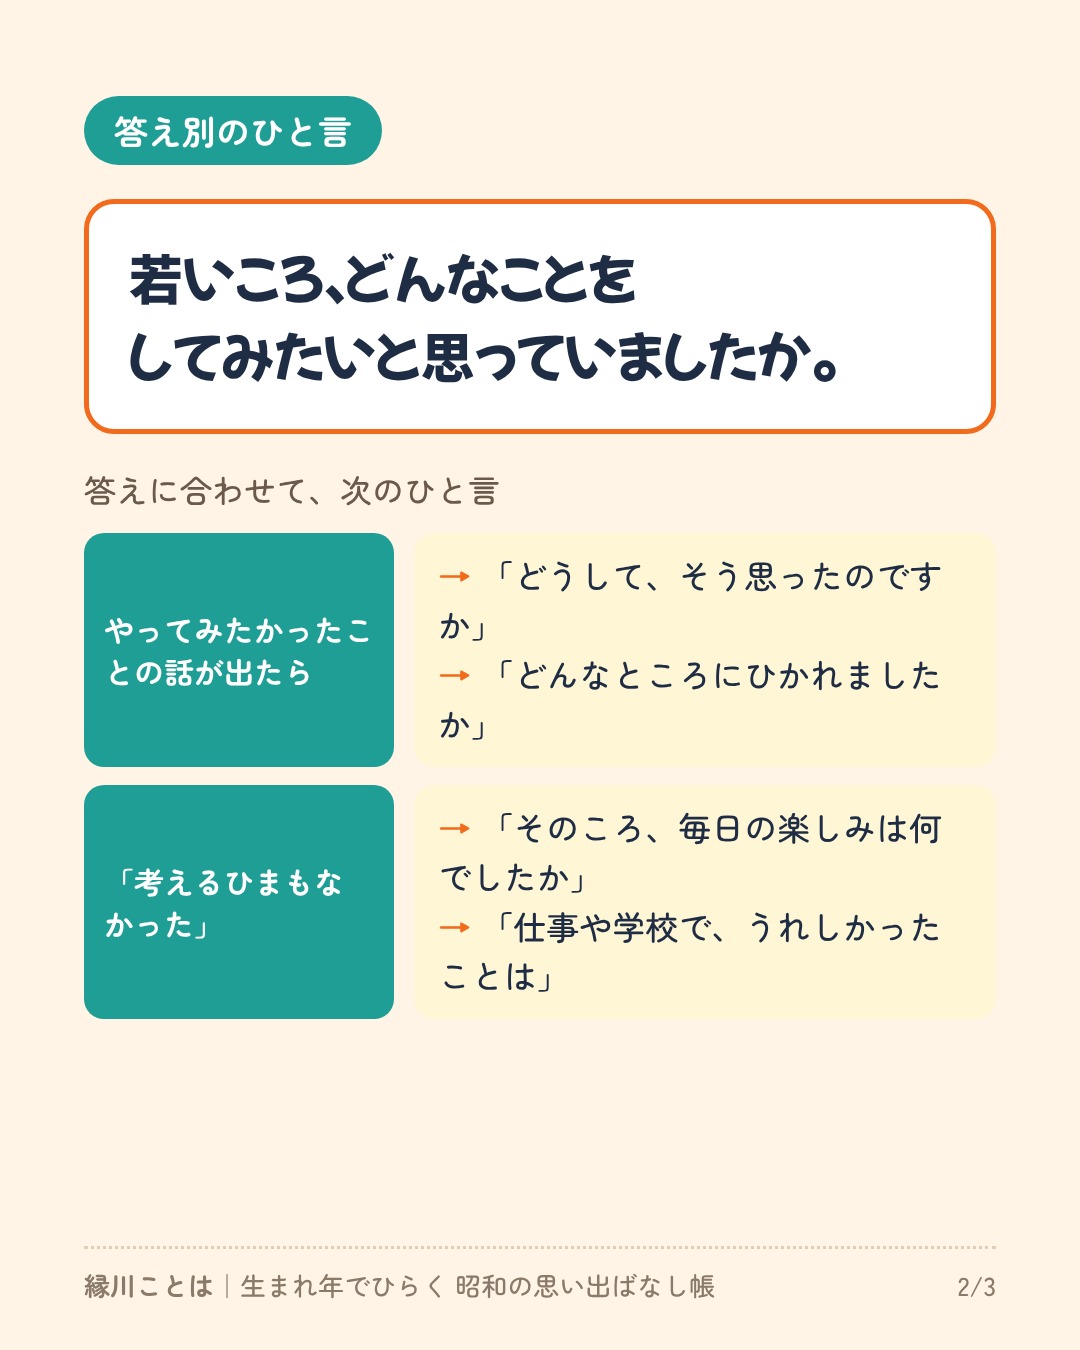 答え別のひと言
若いころ、どんなことを
してみたいと思っていましたか。
答えに合わせて、次のひと言
やってみたかったこ
との話が出たら
→「どうして、そう思ったのです
か」
→「どんなところにひかれました
か」
「考えるひまもな
かった」
→「そのころ、毎日の楽しみは何
でしたか」
→「仕事や学校で、うれしかった
ことは」
縁川ことは｜生まれ年でひらく 昭和の思い出ばなし帳
2/3